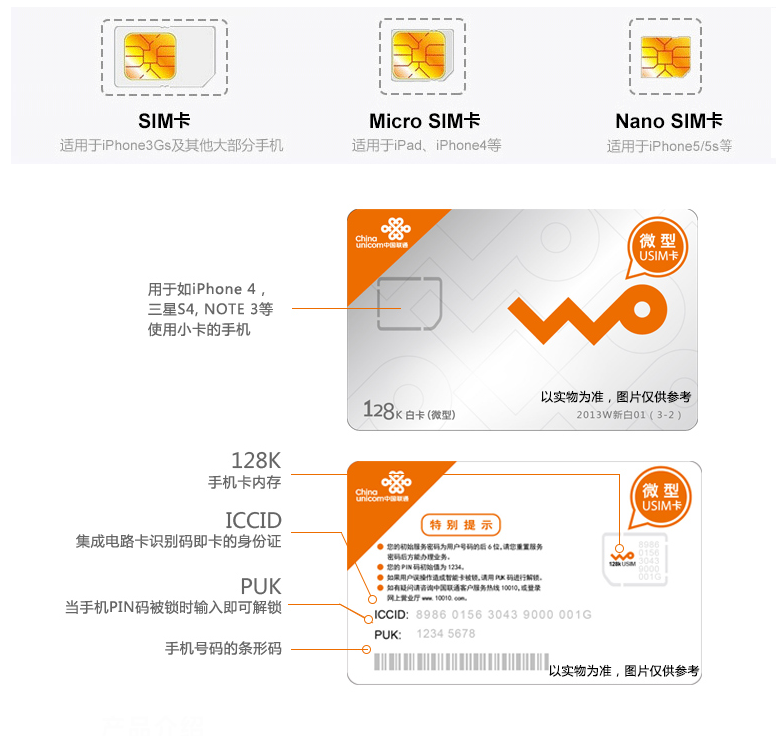 SIM卡
适用于iPhone3Gs及其他大部分手机
Micro SIM卡
适用于iPad、iPhone4等
Nano SIM卡
适用于iPhone5/5s等
China
unicom中国联通
微型
USIM卡
用于如iPhone 4，
三星S4, NOTE 3等
使用小卡的手机
以实物为准，图片仅供参考
128K 白卡(微型)
2013W新白01（3-2）
128K
手机卡内存
ICCID
集成电路卡识别码即卡的身份证
PUK
当手机PIN码被锁时输入即可解锁
手机号码的条形码
China
unicom中国联通
微型
USIM卡
特别提示
您的初始服务密码为用户号码的后6位，请您重置服务
密码后方能办理业务。
您的PIN码初始值为1234。
如果用户误操作造成智能卡被锁，请用PUK码进行解锁。
如有疑问请咨询中国联通客户服务热线10010，或登录
网上营业厅 www.10010.com。
8986
0156
3043
9000
001G
128k USIM
ICCID: 8986 0156 3043 9000 001G
PUK: 1234 5678
以实物为准，图片仅供参考